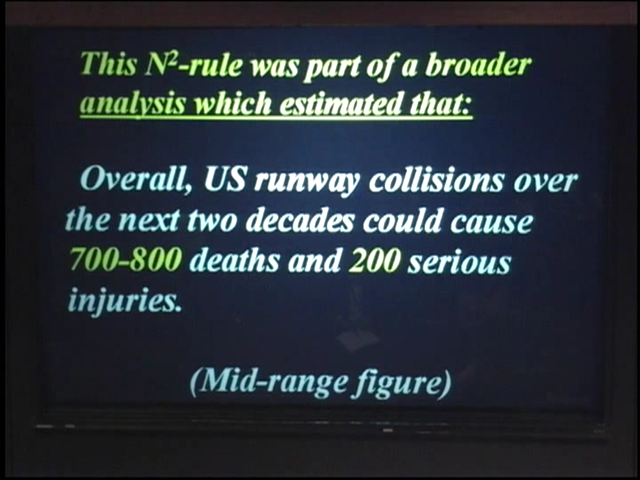 This N²-rule was part of a broader
analysis which estimated that:
Overall, US runway collisions over
the next two decades could cause
700-800 deaths and 200 serious
injuries.
(Mid-range figure)